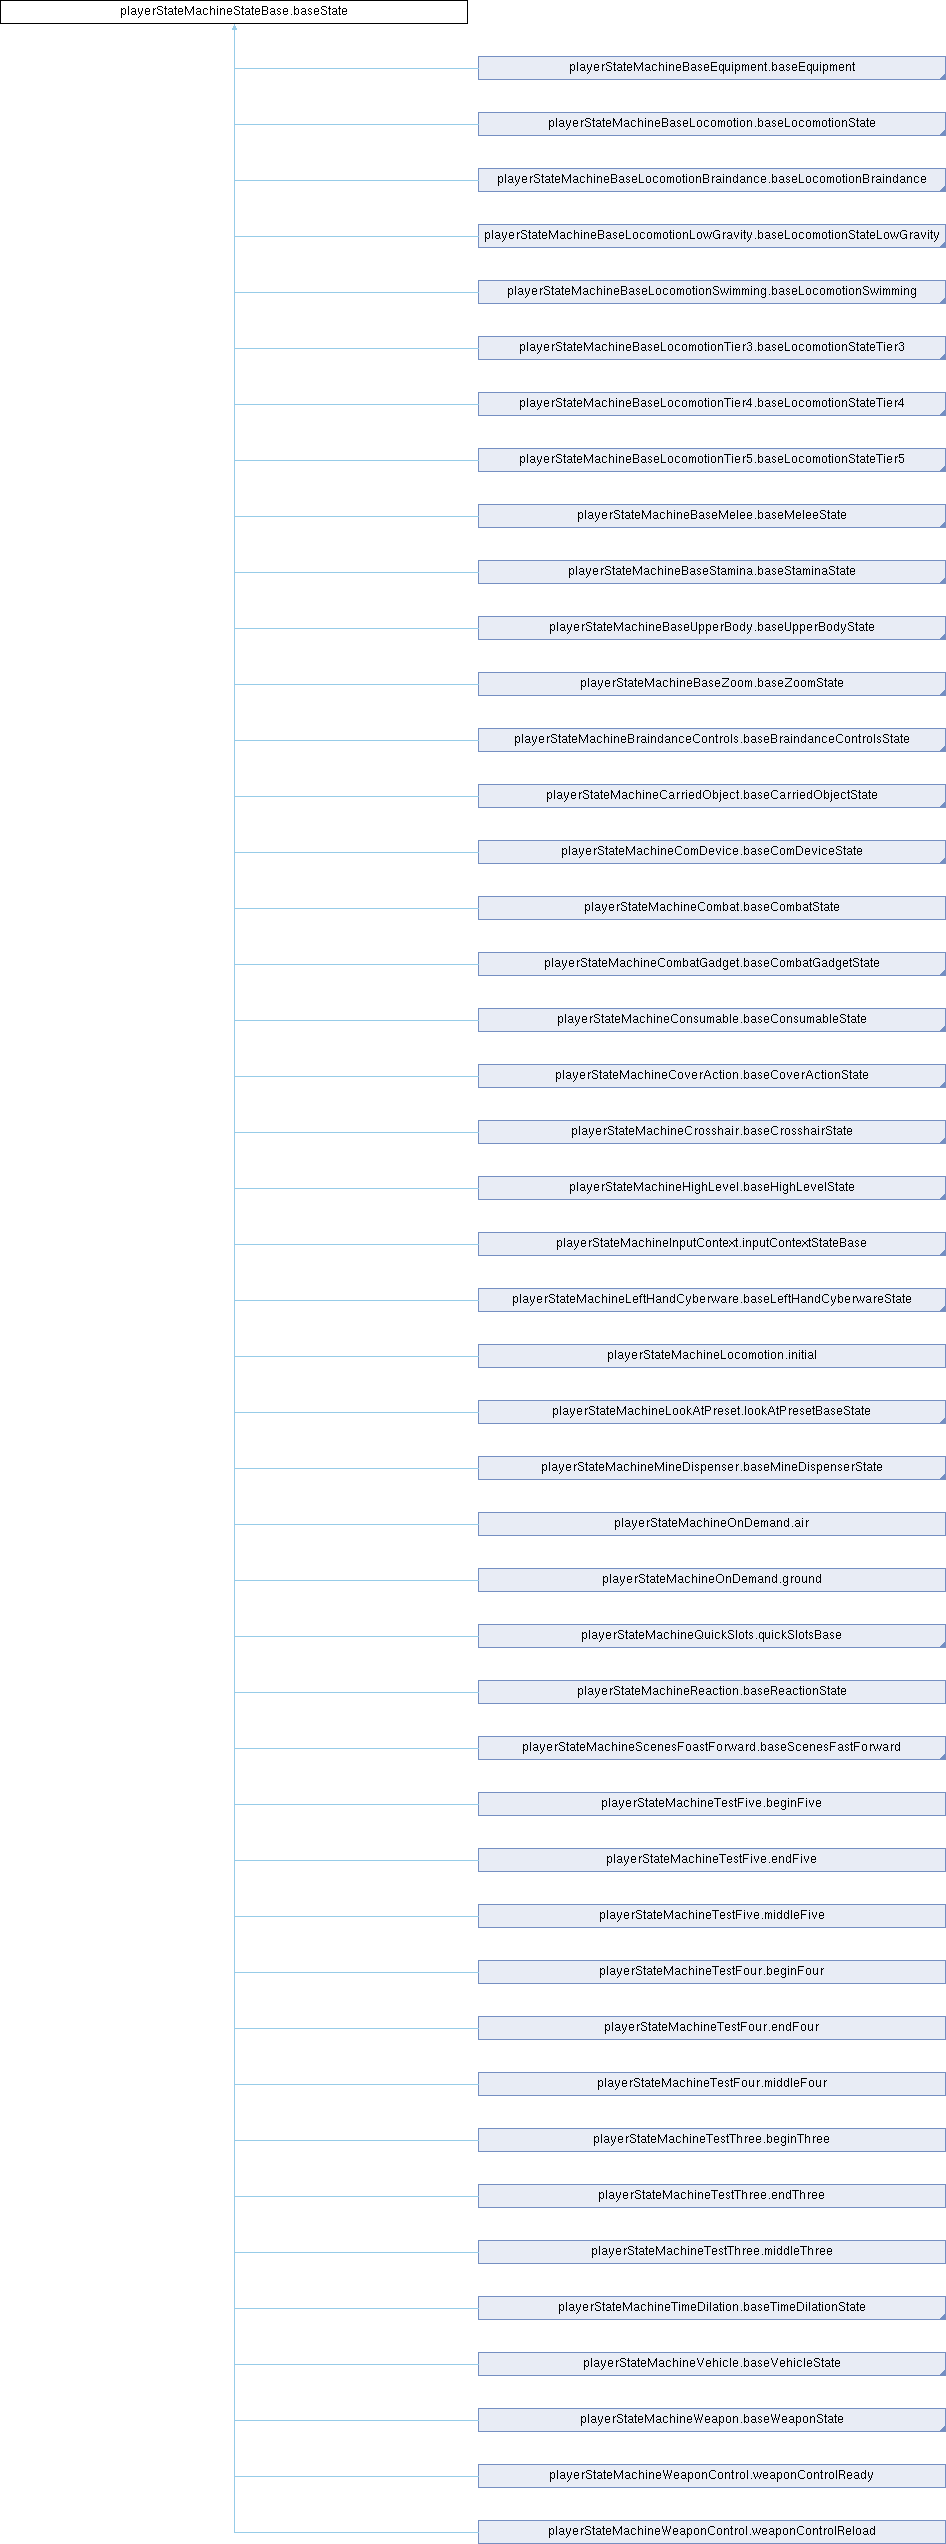 playerStateMachineStateBase.baseState
playerStateMachineBaseEquipment.baseEquipment
playerStateMachineBaseLocomotion.baseLocomotionState
playerStateMachineBaseLocomotionBraindance.baseLocomotionBraindance
playerStateMachineBaseLocomotionLowGravity.baseLocomotionStateLowGravity
playerStateMachineBaseLocomotionSwimming.baseLocomotionSwimming
playerStateMachineBaseLocomotionTier3.baseLocomotionStateTier3
playerStateMachineBaseLocomotionTier4.baseLocomotionStateTier4
playerStateMachineBaseLocomotionTier5.baseLocomotionStateTier5
playerStateMachineBaseMelee.baseMeleeState
playerStateMachineBaseStamina.baseStaminaState
playerStateMachineBaseUpperBody.baseUpperBodyState
playerStateMachineBaseZoom.baseZoomState
playerStateMachineBraindanceControls.baseBraindanceControlsState
playerStateMachineCarriedObject.baseCarriedObjectState
playerStateMachineComDevice.baseComDeviceState
playerStateMachineCombat.baseCombatState
playerStateMachineCombatGadget.baseCombatGadgetState
playerStateMachineConsumable.baseConsumableState
playerStateMachineCoverAction.baseCoverActionState
playerStateMachineCrosshair.baseCrosshairState
playerStateMachineHighLevel.baseHighLevelState
playerStateMachineInputContext.inputContextStateBase
playerStateMachineLeftHandCyberware.baseLeftHandCyberwareState
playerStateMachineLocomotion.initial
playerStateMachineLookAtPreset.lookAtPresetBaseState
playerStateMachineMineDispenser.baseMineDispenserState
playerStateMachineOnDemand.air
playerStateMachineOnDemand.ground
playerStateMachineQuickSlots.quickSlotsBase
playerStateMachineReaction.baseReactionState
playerStateMachineScenesFoastForward.baseScenesFastForward
playerStateMachineTestFive.beginFive
playerStateMachineTestFive.endFive
playerStateMachineTestFive.middleFive
playerStateMachineTestFour.beginFour
playerStateMachineTestFour.endFour
playerStateMachineTestFour.middleFour
playerStateMachineTestThree.beginThree
playerStateMachineTestThree.endThree
playerStateMachineTestThree.middleThree
playerStateMachineTimeDilation.baseTimeDilationState
playerStateMachineVehicle.baseVehicleState
playerStateMachineWeapon.baseWeaponState
playerStateMachineWeaponControl.weaponControlReady
playerStateMachineWeaponControl.weaponControlReload